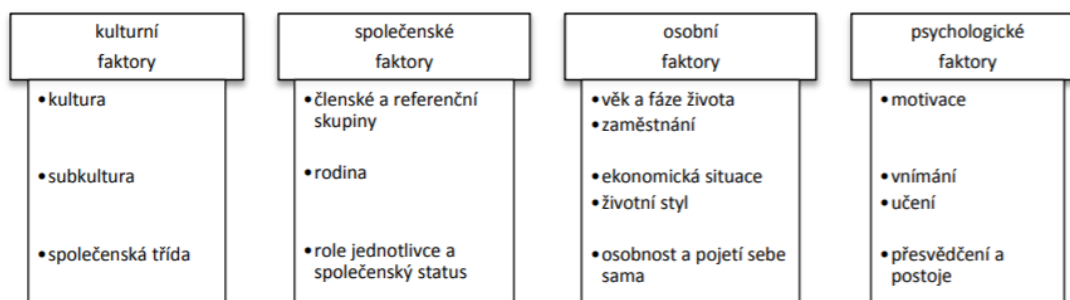 kulturní
faktory
•kultura
•subkultura
•společenská třída
společenské
faktory
•členské a referenční
skupiny
•rodina
•role jednotlivce a
společenský status
osobní
faktory
•věk a fáze života
•zaměstnání
•ekonomická situace
•životní styl
•osobnost a pojetí sebe
sama
psychologické
faktory
•motivace
•vnímání
•učení
•přesvědčení a
postoje